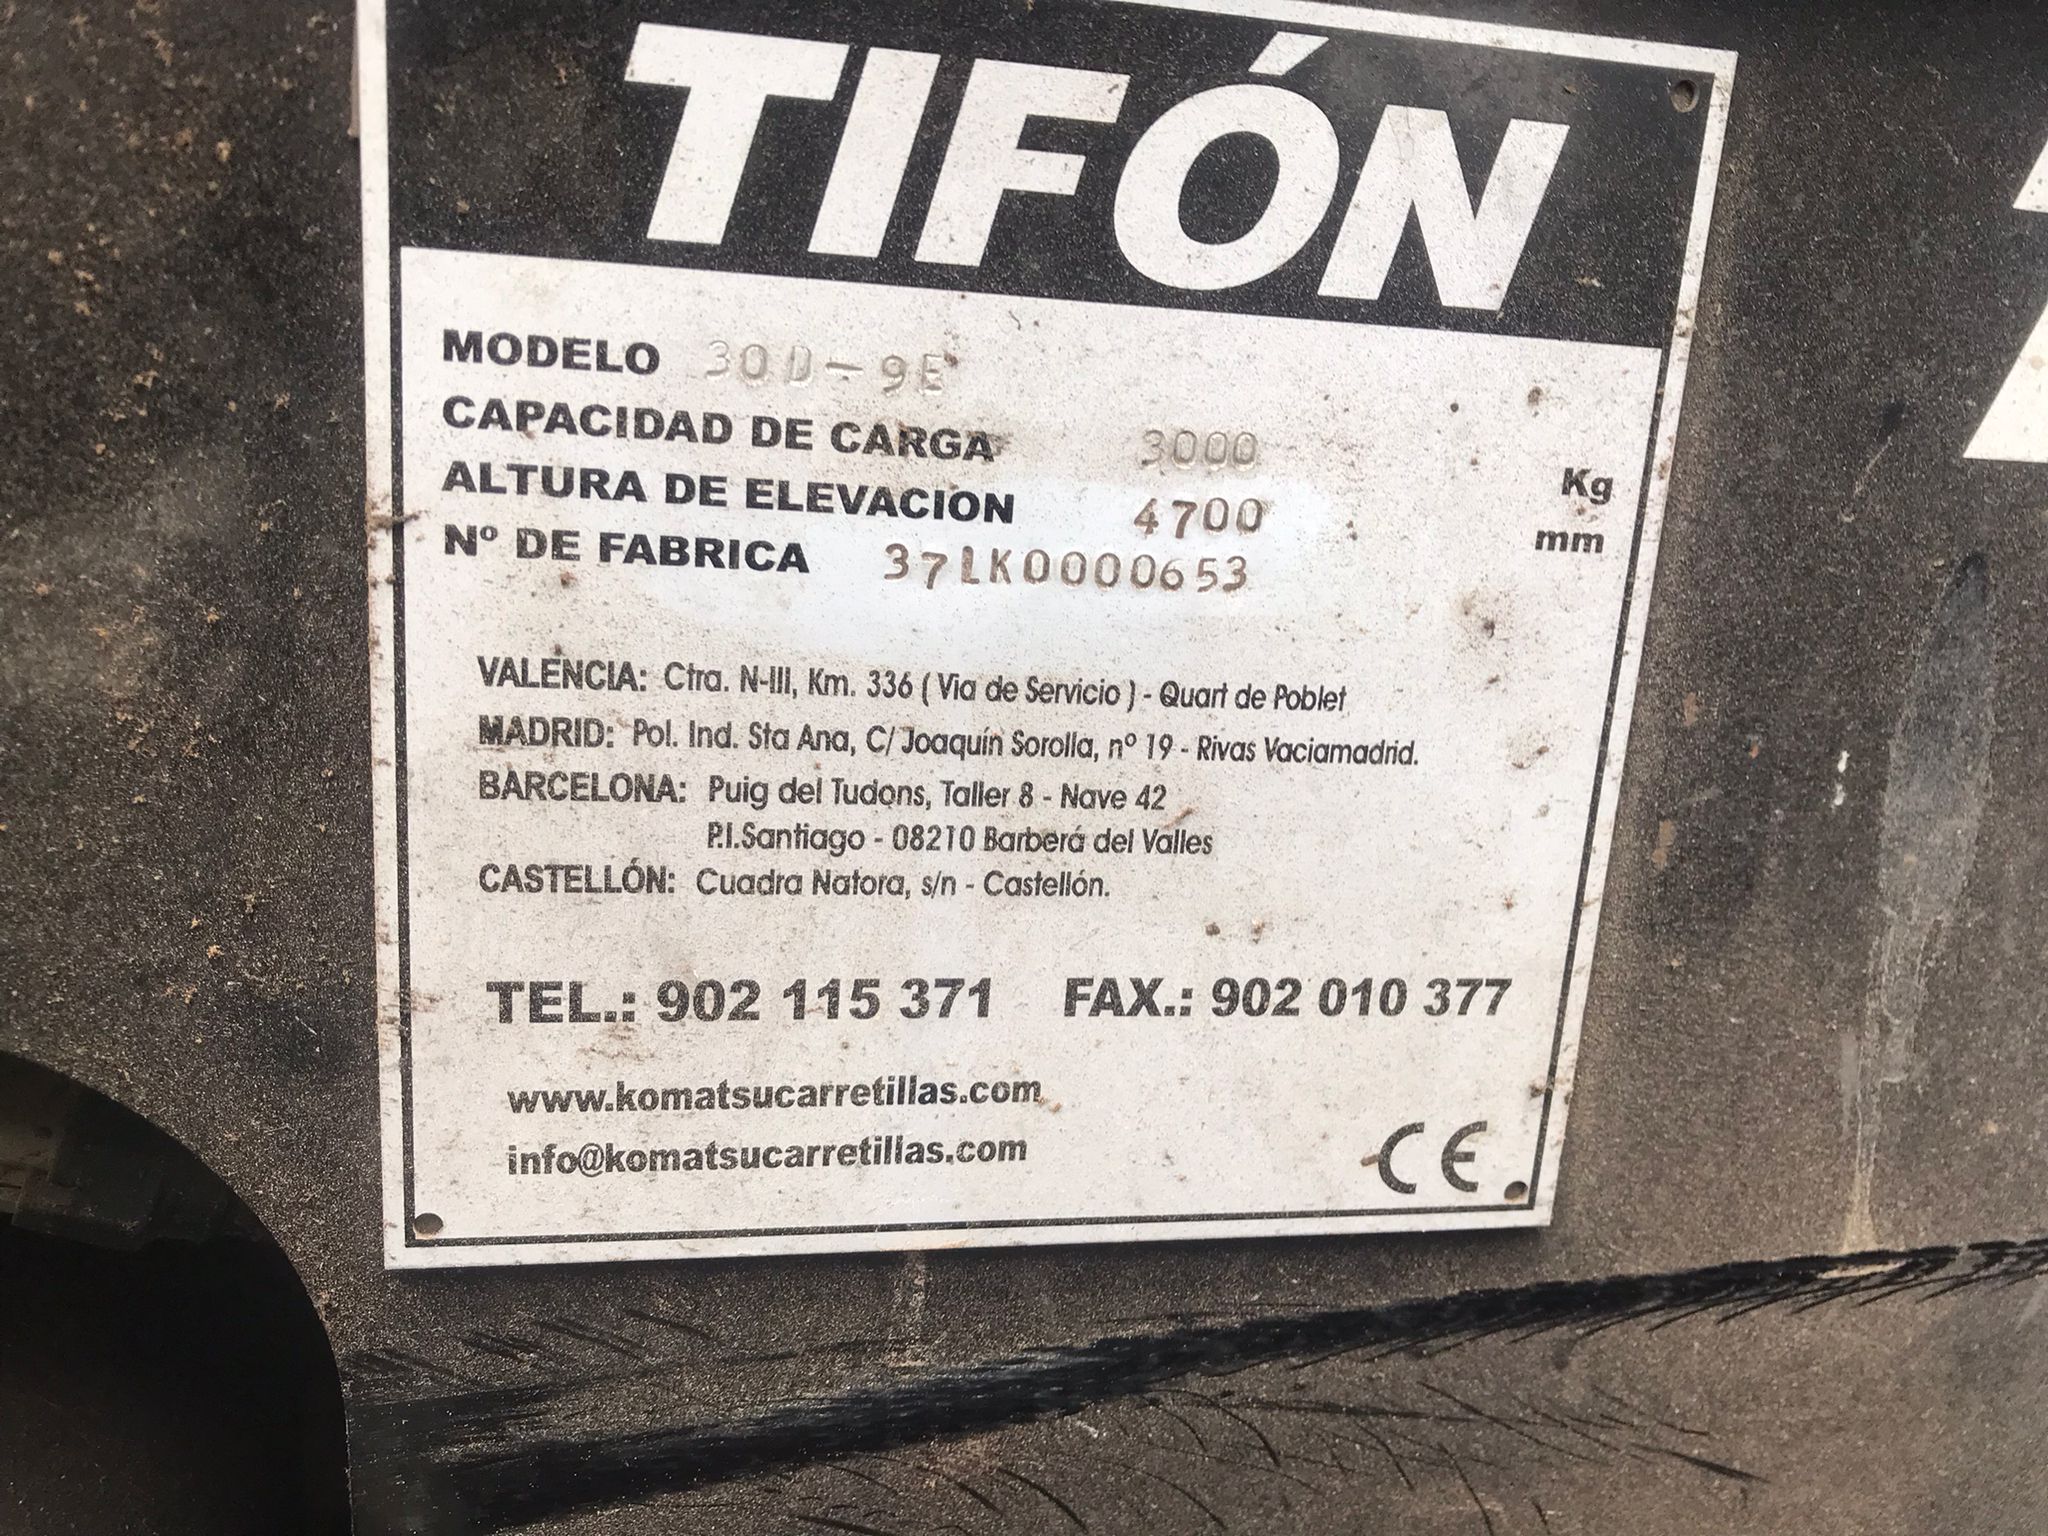 TIFÓN
MODELO 30D-9E
CAPACIDAD DE CARGA 3000 Kg
ALTURA DE ELEVACION 4700 mm
Nº DE FABRICA 37LK0000653
VALENCIA: Ctra. N-III, Km. 336 ( Via de Servicio ) - Quart de Poblet
MADRID: Pol. Ind. Sta Ana, C/ Joaquín Sorolla, nº 19 - Rivas Vaciamadrid.
BARCELONA: Puig del Tudons, Taller 8 - Nave 42
P.I.Santiago - 08210 Barberá del Valles
CASTELLÓN: Cuadra Natora, s/n - Castellón.
TEL.: 902 115 371 FAX.: 902 010 377
www.komatsucarretillas.com
info@komatsucarretillas.com
CE